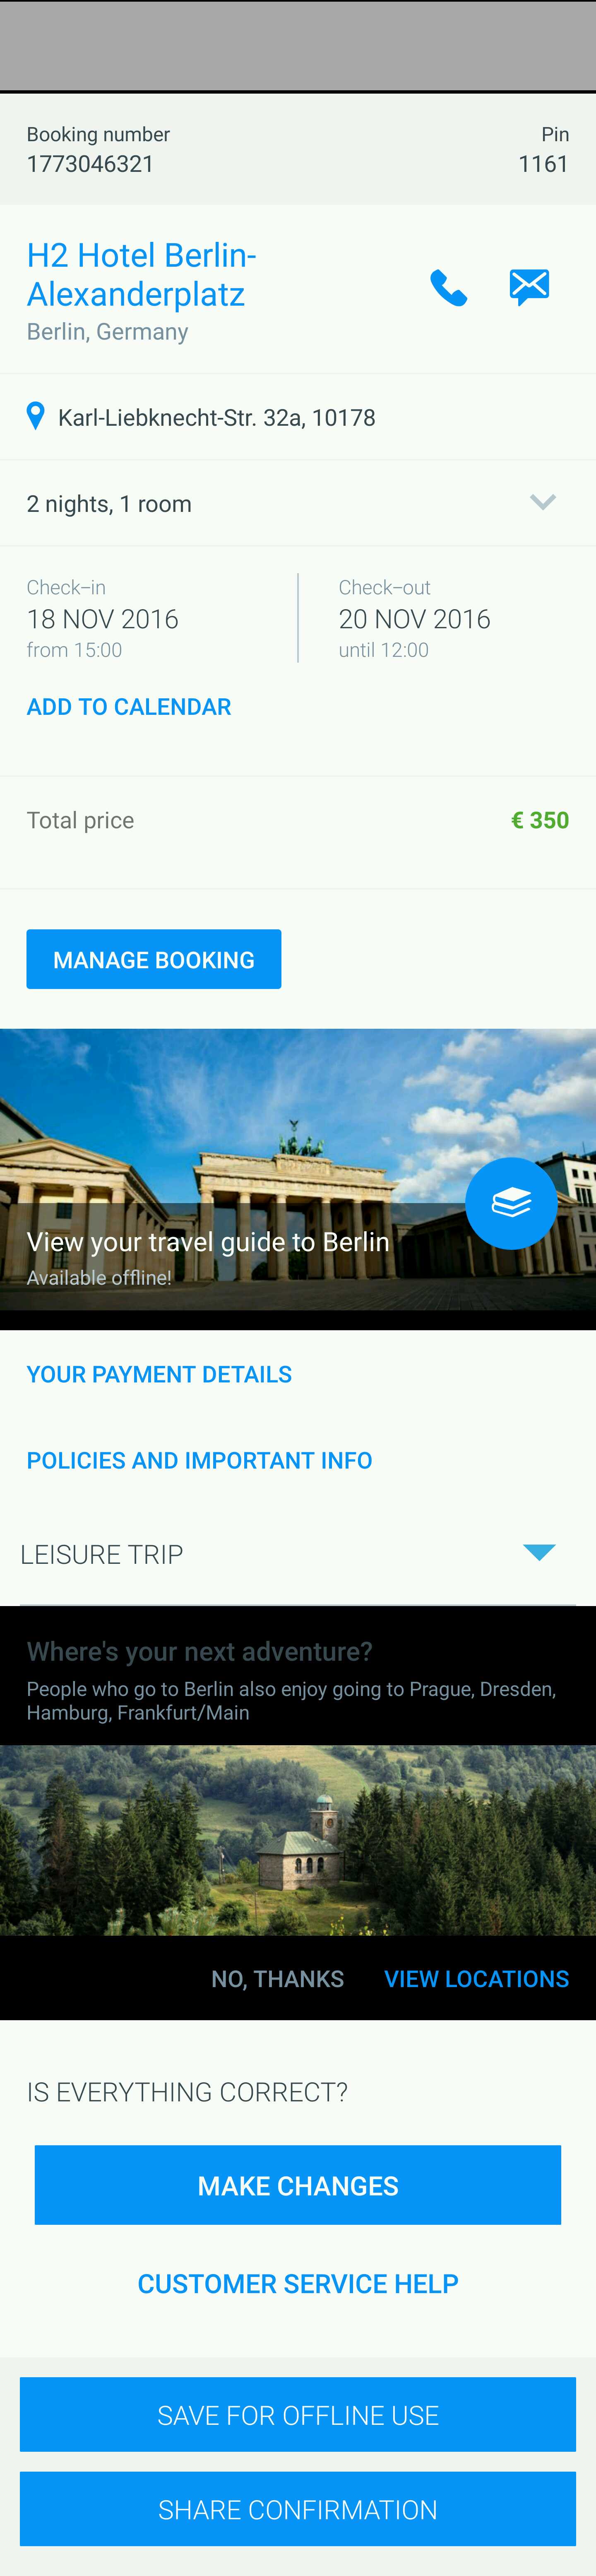 Booking number
Pin
1773046321
1161
H2 Hotel Berlin-
Alexanderplatz
Berlin, Germany
Karl-Liebknecht-Str. 32a, 10178
2 nights, 1 room
Check-in
Check-out
18 NOV 2016
20 NOV 2016
from 15:00
until 12:00
ADD TO CALENDAR
Total price
€ 350
MANAGE BOOKING
View your travel guide to Berlin
Available offline!
YOUR PAYMENT DETAILS
POLICIES AND IMPORTANT INFO
LEISURE TRIP
Where's your next adventure?
People who go to Berlin also enjoy going to Prague, Dresden,
Hamburg, Frankfurt/Main
NO, THANKS
VIEW LOCATIONS
IS EVERYTHING CORRECT?
MAKE CHANGES
CUSTOMER SERVICE HELP
SAVE FOR OFFLINE USE
SHARE CONFIRMATION